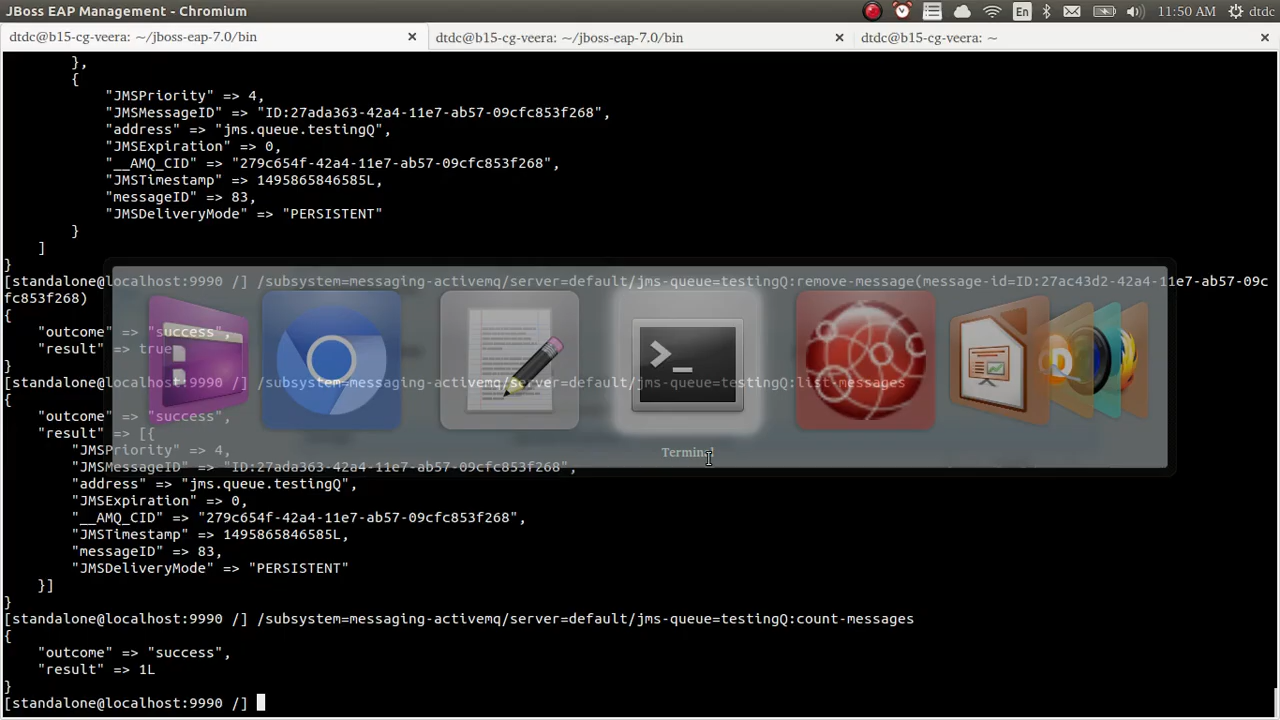 JBoss EAP Management - Chromium
En
11:50 AM
dtdc
dtdc@b15-cg-veera: ~/jboss-eap-7.0/bin
dtdc@b15-cg-veera: ~/jboss-eap-7.0/bin
dtdc@b15-cg-veera: ~
},
{
"JMSPriority" => 4,
"JMSMessageID" => "ID:27ada363-42a4-11e7-ab57-09cfc853f268",
"address" => "jms.queue.testingQ",
"JMSExpiration" => 0,
"__AMQ_CID" => "279c654f-42a4-11e7-ab57-09cfc853f268",
"JMSTimestamp" => 1495865846585L,
"messageID" => 83,
"JMSDeliveryMode" => "PERSISTENT"
}
]
}
[standalone@localhost:9990 /] /subsystem=messaging-activemq/server=default/jms-queue=testingQ:remove-message(message-id=ID:27ac43d2-42a4-11e7-ab57-09c
fc853f268)
{
"outcome" => "success",
"result" => true
}
[standalone@localhost:9990 /] /subsystem=messaging-activemq/server=default/jms-queue=testingQ:list-messages
{
"outcome" => "success",
"result" => [{
"JMSPriority" => 4,
"JMSMessageID" => "ID:27ada363-42a4-11e7-ab57-09cfc853f268",
"address" => "jms.queue.testingQ",
"JMSExpiration" => 0,
"__AMQ_CID" => "279c654f-42a4-11e7-ab57-09cfc853f268",
"JMSTimestamp" => 1495865846585L,
"messageID" => 83,
"JMSDeliveryMode" => "PERSISTENT"
}]
}
[standalone@localhost:9990 /] /subsystem=messaging-activemq/server=default/jms-queue=testingQ:count-messages
{
"outcome" => "success",
"result" => 1L
}
[standalone@localhost:9990 /]
Terminal